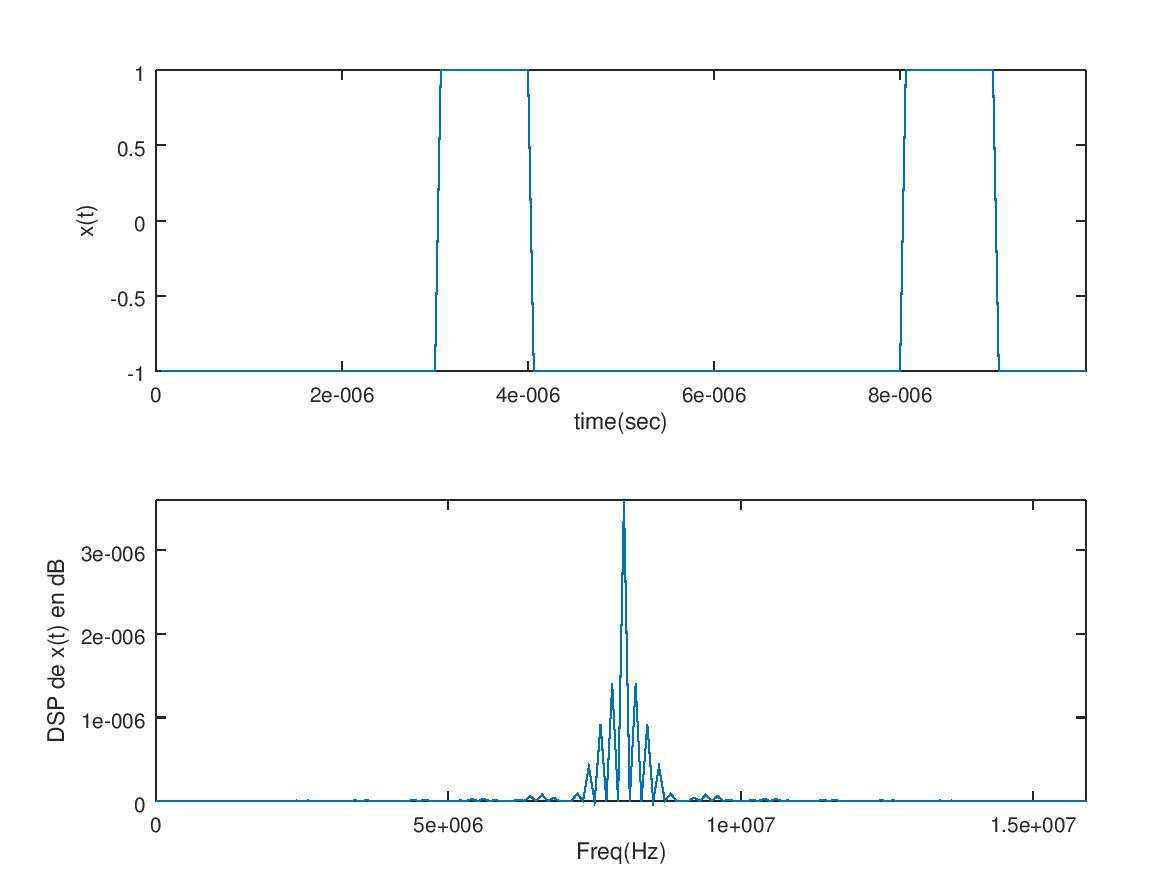 1
0.5
0
-0.5
-1
x(t)
0
2e-006
4e-006
6e-006
8e-006
time(sec)
3e-006
2e-006
1e-006
0
DSP de x(t) en dB
0
5e+006
1e+007
1.5e+007
Freq(Hz)